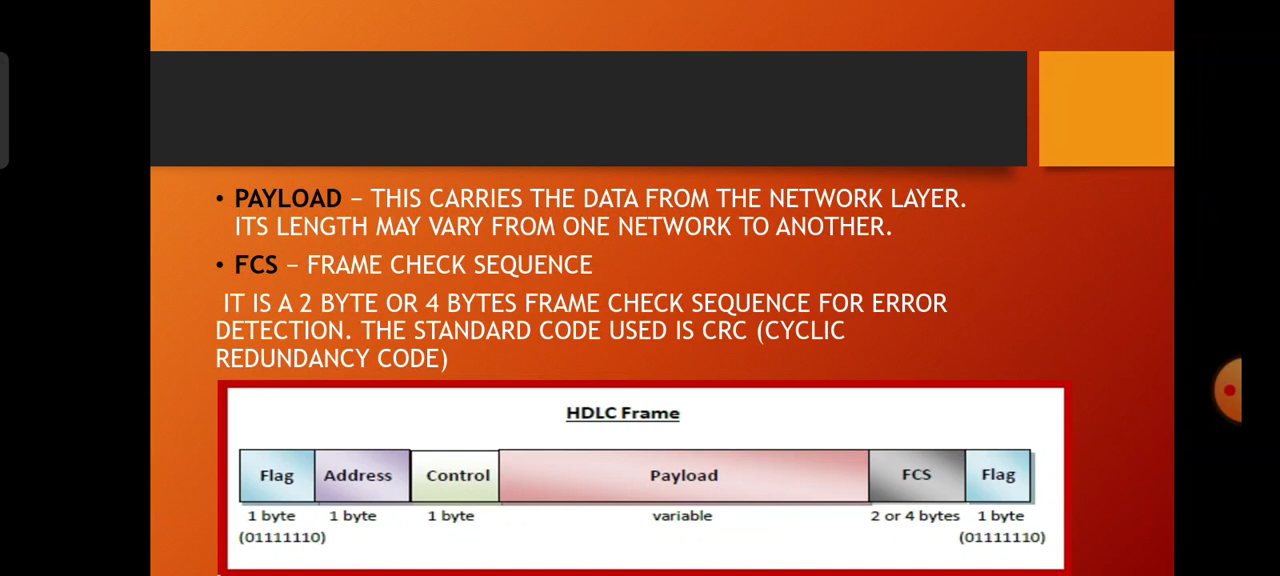 • PAYLOAD – THIS CARRIES THE DATA FROM THE NETWORK LAYER.
ITS LENGTH MAY VARY FROM ONE NETWORK TO ANOTHER.
• FCS – FRAME CHECK SEQUENCE
IT IS A 2 BYTE OR 4 BYTES FRAME CHECK SEQUENCE FOR ERROR
DETECTION. THE STANDARD CODE USED IS CRC (CYCLIC
REDUNDANCY CODE)
HDLC Frame
Flag Address Control Payload FCS Flag
1 byte 1 byte 1 byte variable 2 or 4 bytes 1 byte
(01111110) (01111110)